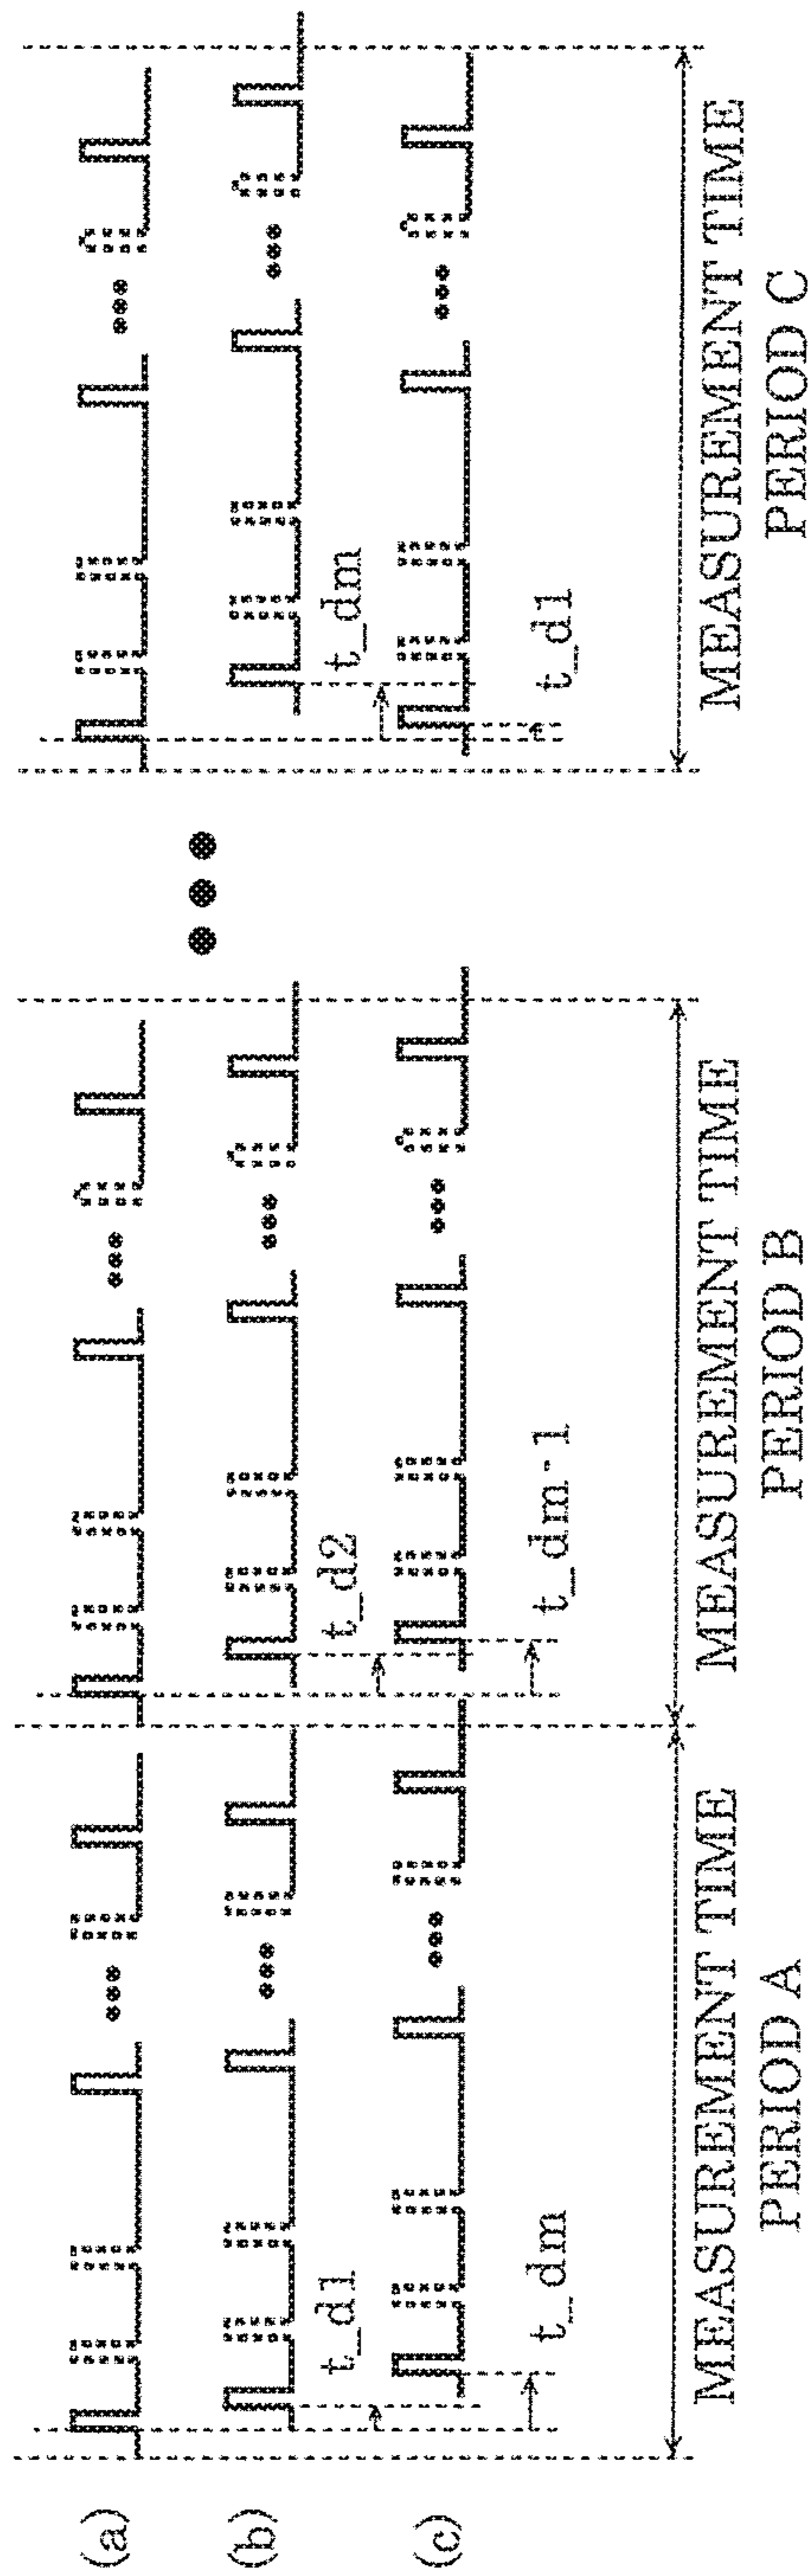 (a)
(b)
(c)
t_d1
t_dm
MEASUREMENT TIME
PERIOD A
t_d2
t_dm-1
MEASUREMENT TIME
PERIOD B
t_dm
t_d1
MEASUREMENT TIME
PERIOD C